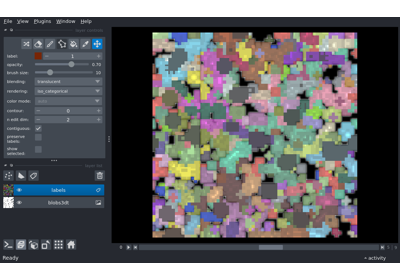 File View Plugins Window Help
label: 1
opacity: 0.70
brush size: 10
blending: translucent
rendering: iso_categorical
color mode:
contour: 0
n edit dim: 2
contiguous:
preserve
labels:
show
selected:
labels
blobs3dt
0
Ready
activity